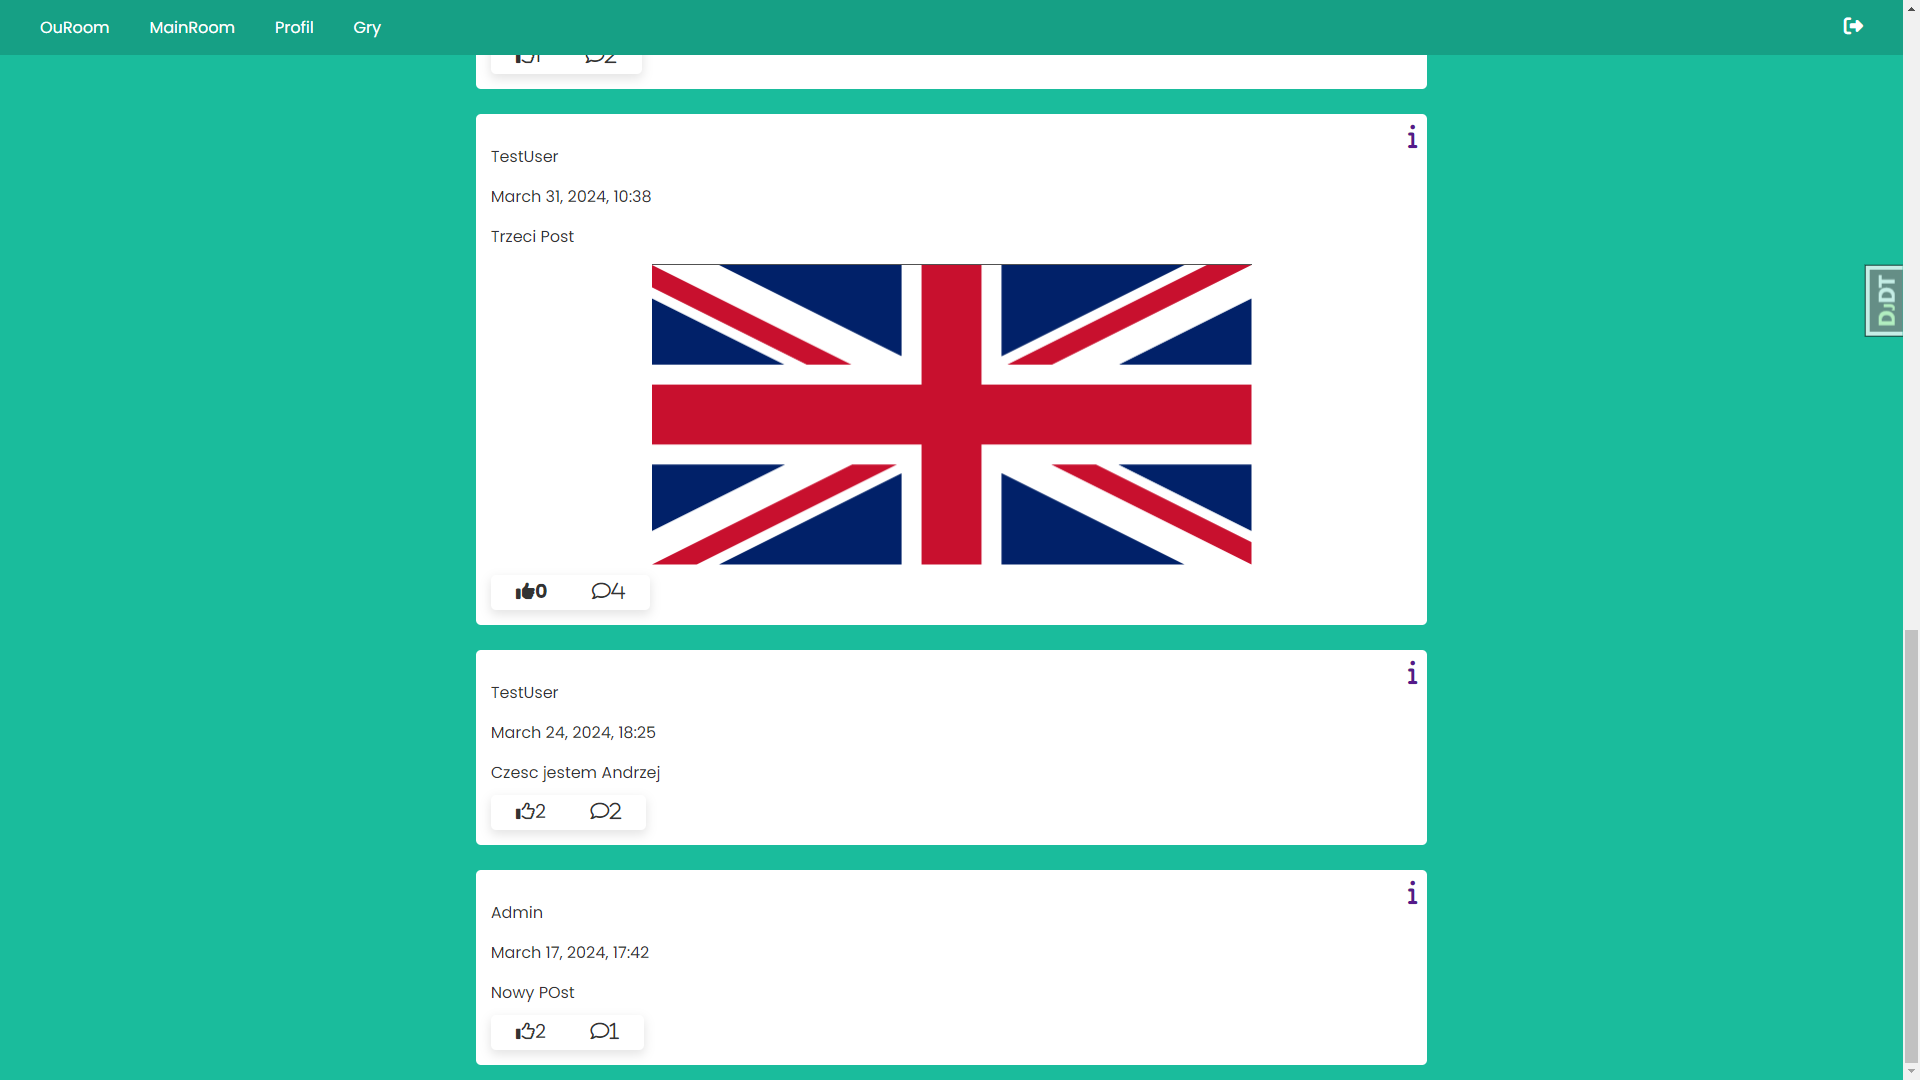 OuRoom MainRoom Profil Gry
2
TestUser
March 31, 2024, 10:38
Trzeci Post
DJDT
0 4
TestUser
March 24, 2024, 18:25
Czesc jestem Andrzej
2 2
Admin
March 17, 2024, 17:42
Nowy POst
2 1